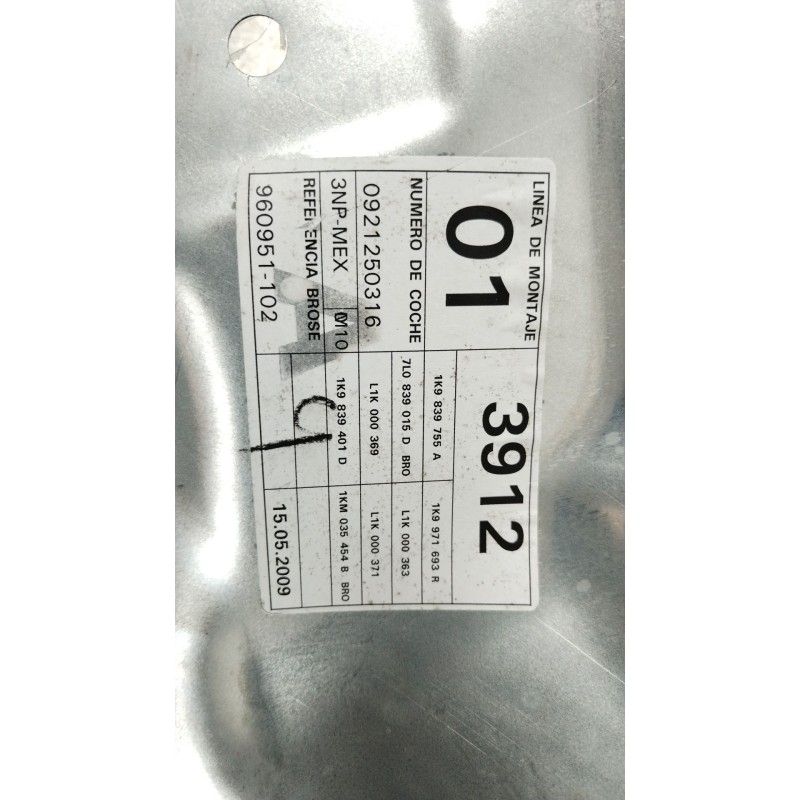 LINEA DE MONTAJE
01
3912
NUMERO DE COCHE
0921250316
3NP-MEX M10
REFERENCIA BROSE
960951-102
1K9 839 755 A 1K9 971 693 R
7L0 839 015 D BRO L1K 000 363
L1K 000 369 L1K 000 371
1K9 839 401 D 1KM 035 454 B BRO
15.05.2009